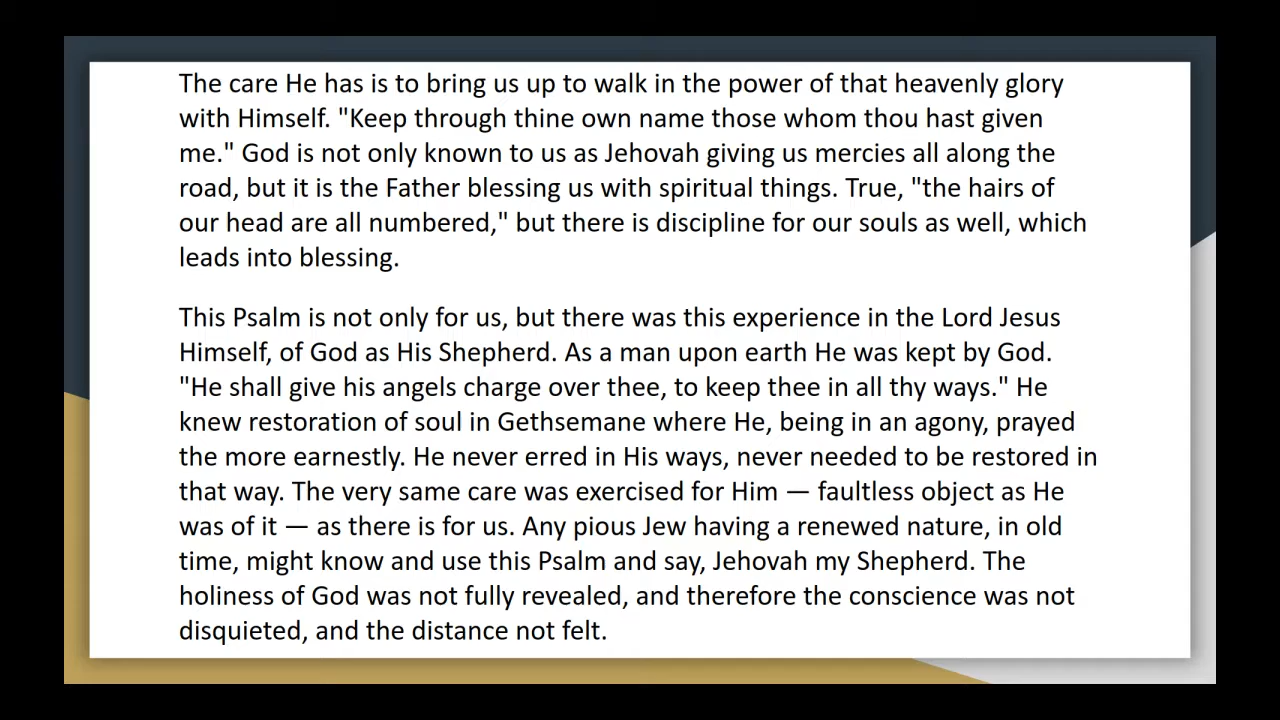 The care He has is to bring us up to walk in the power of that heavenly glory
with Himself. "Keep through thine own name those whom thou hast given
me." God is not only known to us as Jehovah giving us mercies all along the
road, but it is the Father blessing us with spiritual things. True, "the hairs of
our head are all numbered," but there is discipline for our souls as well, which
leads into blessing.
This Psalm is not only for us, but there was this experience in the Lord Jesus
Himself, of God as His Shepherd. As a man upon earth He was kept by God.
"He shall give his angels charge over thee, to keep thee in all thy ways." He
knew restoration of soul in Gethsemane where He, being in an agony, prayed
the more earnestly. He never erred in His ways, never needed to be restored in
that way. The very same care was exercised for Him — faultless object as He
was of it — as there is for us. Any pious Jew having a renewed nature, in old
time, might know and use this Psalm and say, Jehovah my Shepherd. The
holiness of God was not fully revealed, and therefore the conscience was not
disquieted, and the distance not felt.